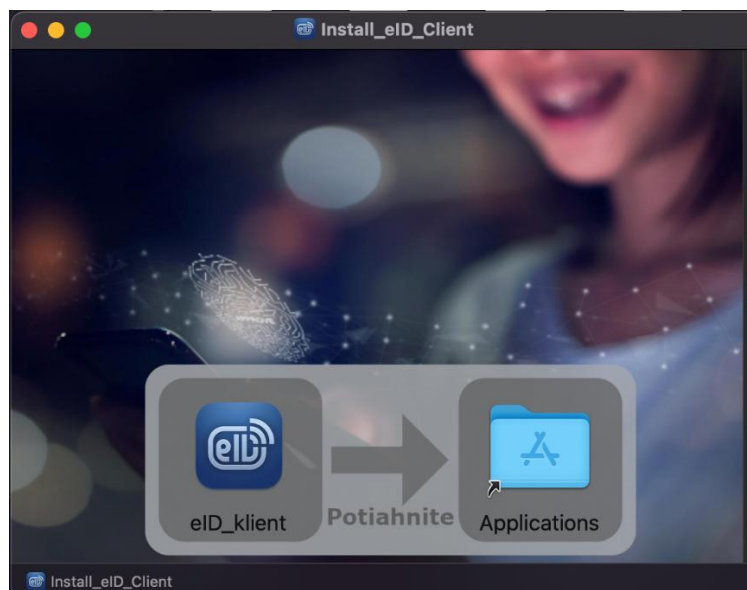 Install_eID_Client
eID
eID_klient
Potiahnite
Applications
Install_eID_Client